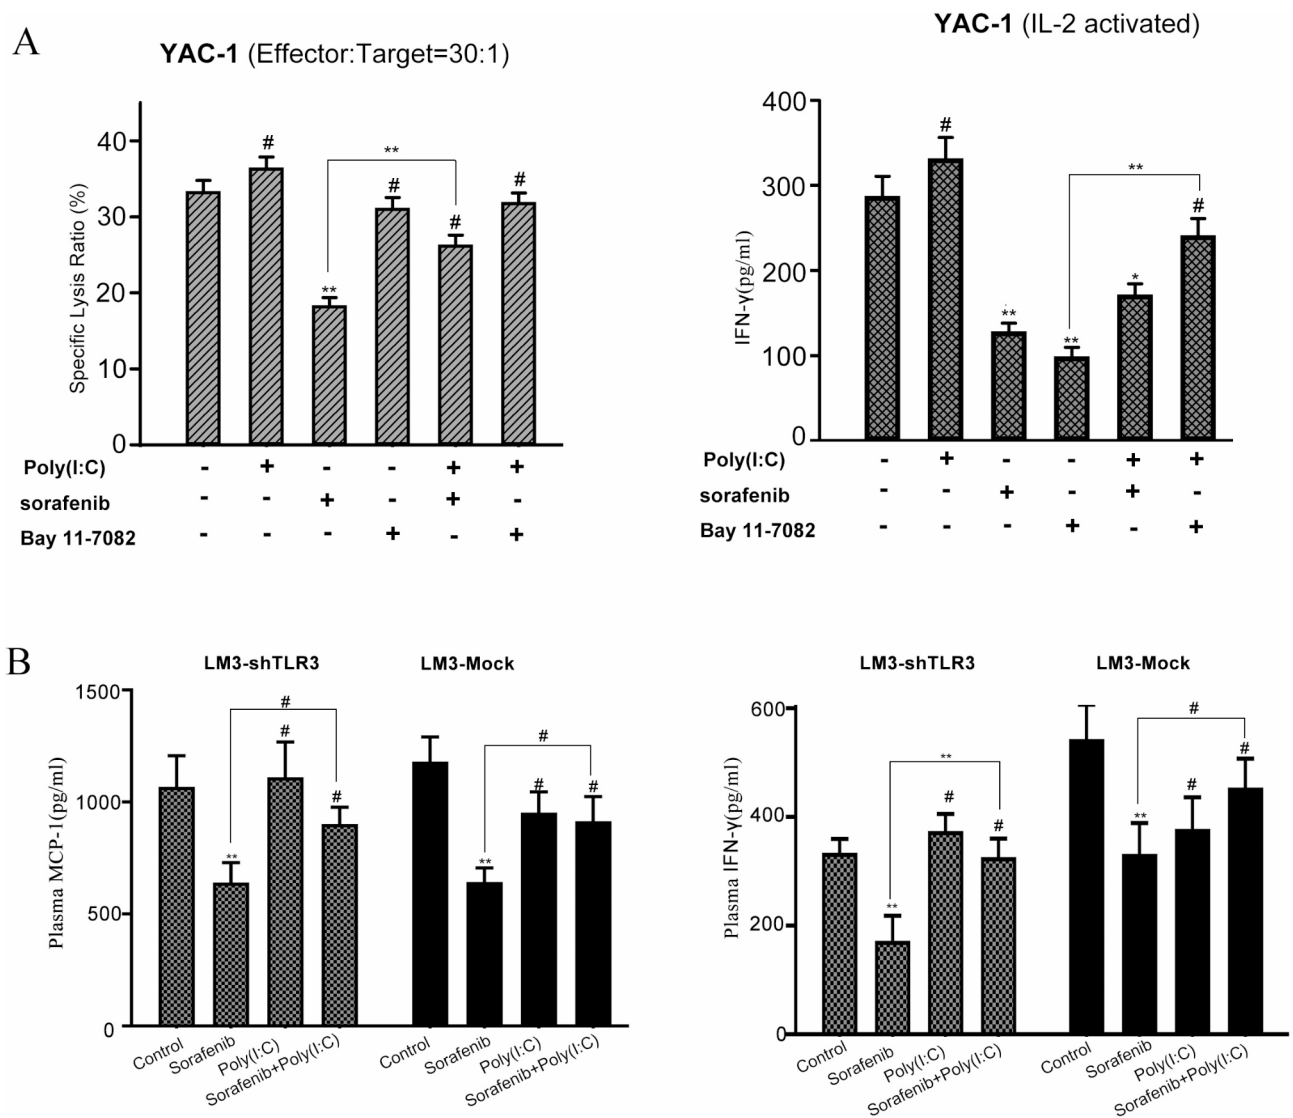 A
YAC-1 (Effector:Target=30:1)
Specific Lysis Ratio (%)
40
30
20
10
0
#
**
#
**
#
#
Poly(I:C) - + - - + +
sorafenib - - + - + -
Bay 11-7082 - - - + - +
YAC-1 (IL-2 activated)
IFN-γ(pg/ml)
400
300
200
100
0
#
**
**
**
*
#
Poly(I:C) - + - - + +
sorafenib - - + - + -
Bay 11-7082 - - - + - +
B
LM3-shTLR3 LM3-Mock
Plasma MCP-1(pg/ml)
1500
1000
500
0
#
**
#
#
#
**
#
#
Control Sorafenib Poly(I:C) Sorafenib+Poly(I:C) Control Sorafenib Poly(I:C) Sorafenib+Poly(I:C)
LM3-shTLR3 LM3-Mock
Plasma IFN-γ(pg/ml)
600
400
200
0
**
**
#
#
#
**
#
#
Control Sorafenib Poly(I:C) Sorafenib+Poly(I:C) Control Sorafenib Poly(I:C) Sorafenib+Poly(I:C)